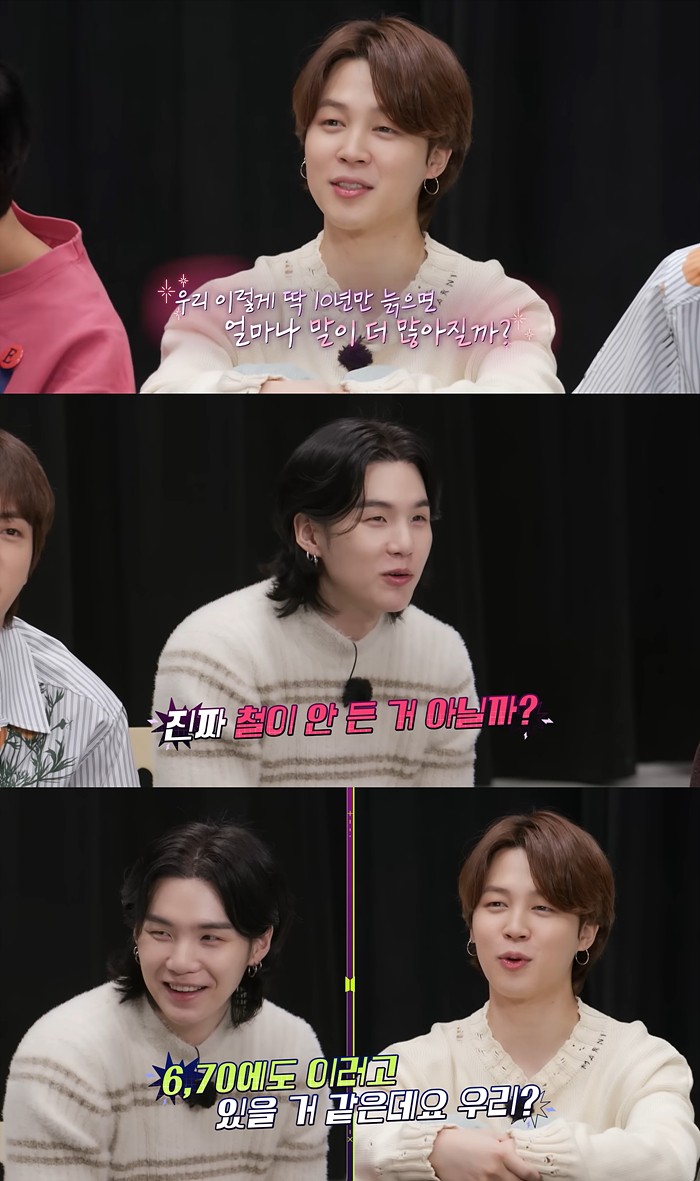 우리 이렇게 딱 10년만 늙으면
얼마나 말이 더 많아질까?
MARNI
E
진짜 철이 안 든 거 아닐까?
6,70에도 이러고
있을 거 같은데요 우리?
MARNI